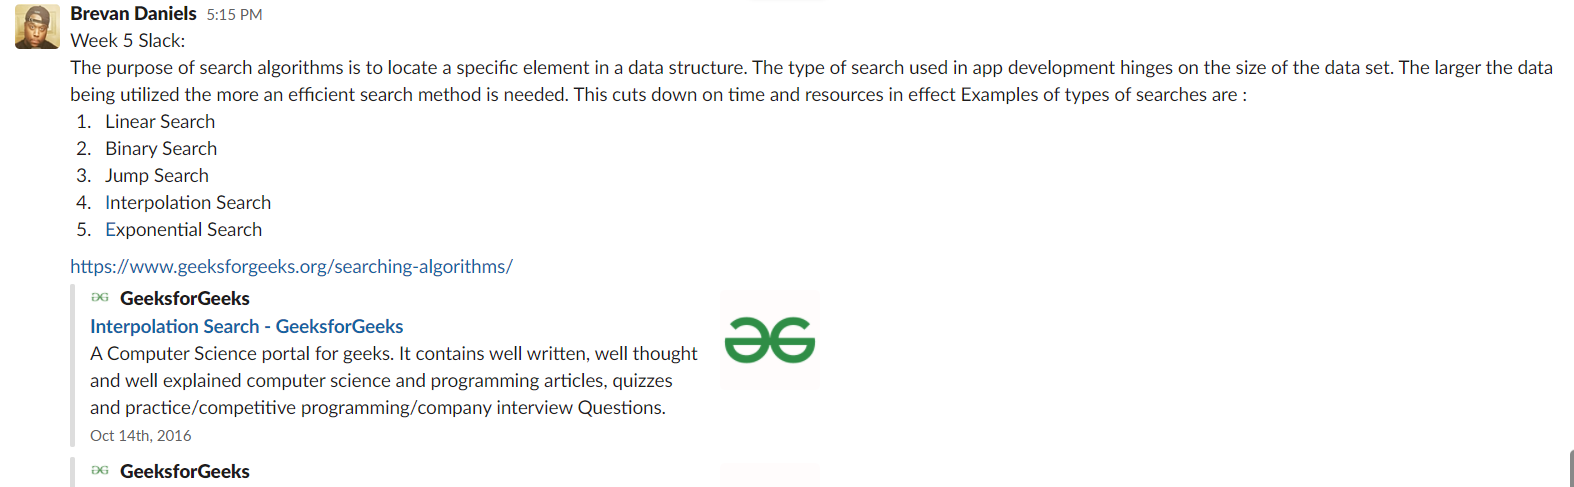 Brevan Daniels 5:15 PM
Week 5 Slack:
The purpose of search algorithms is to locate a specific element in a data structure. The type of search used in app development hinges on the size of the data set. The larger the data
being utilized the more an efficient search method is needed. This cuts down on time and resources in effect Examples of types of searches are :
1. Linear Search
2. Binary Search
3. Jump Search
4. Interpolation Search
5. Exponential Search
https://www.geeksforgeeks.org/searching-algorithms/
GeeksforGeeks
Interpolation Search - GeeksforGeeks
A Computer Science portal for geeks. It contains well written, well thought
and well explained computer science and programming articles, quizzes
and practice/competitive programming/company interview Questions.
Oct 14th, 2016
GeeksforGeeks